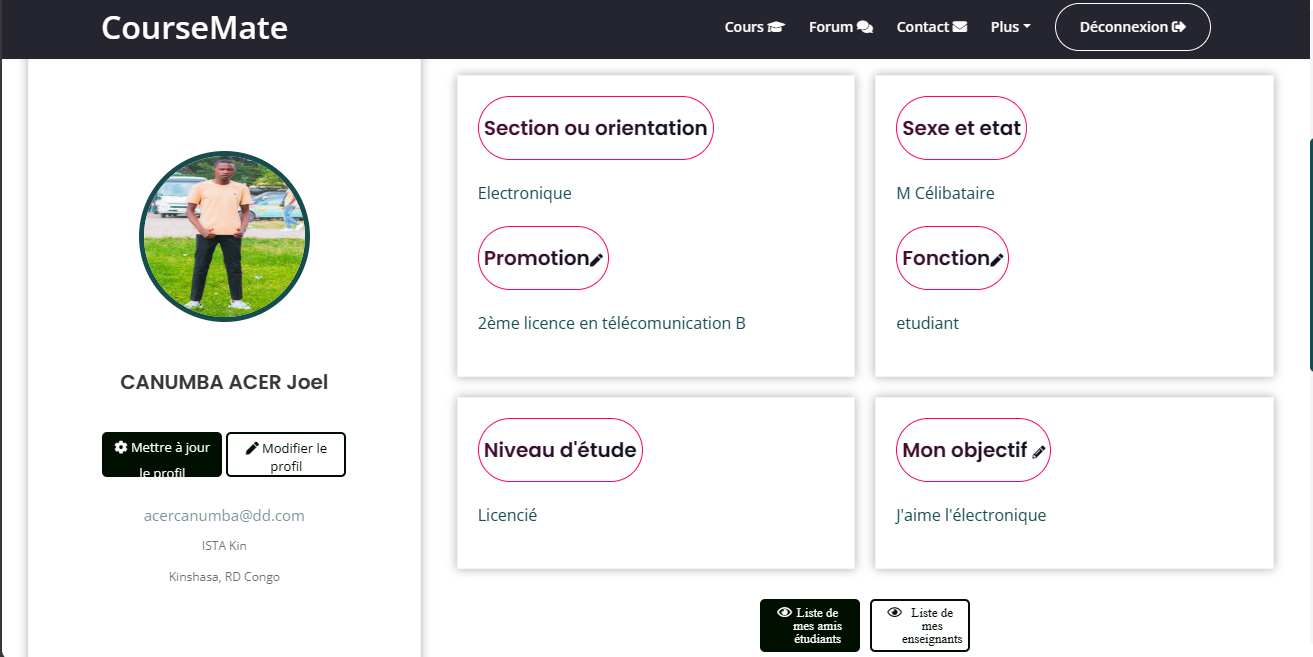 CourseMate
Cours
Forum
Contact
Plus
Déconnexion
CANUMBA ACER Joel
Mettre à jour
le profil
Modifier le
profil
acercanumba@dd.com
ISTA Kin
Kinshasa, RD Congo
Section ou orientation
Electronique
Promotion
2ème licence en télécomunication B
Sexe et etat
M Célibataire
Fonction
etudiant
Niveau d'étude
Licencié
Mon objectif
J'aime l'électronique
Liste de
mes amis
étudiants
Liste de
mes
enseignants